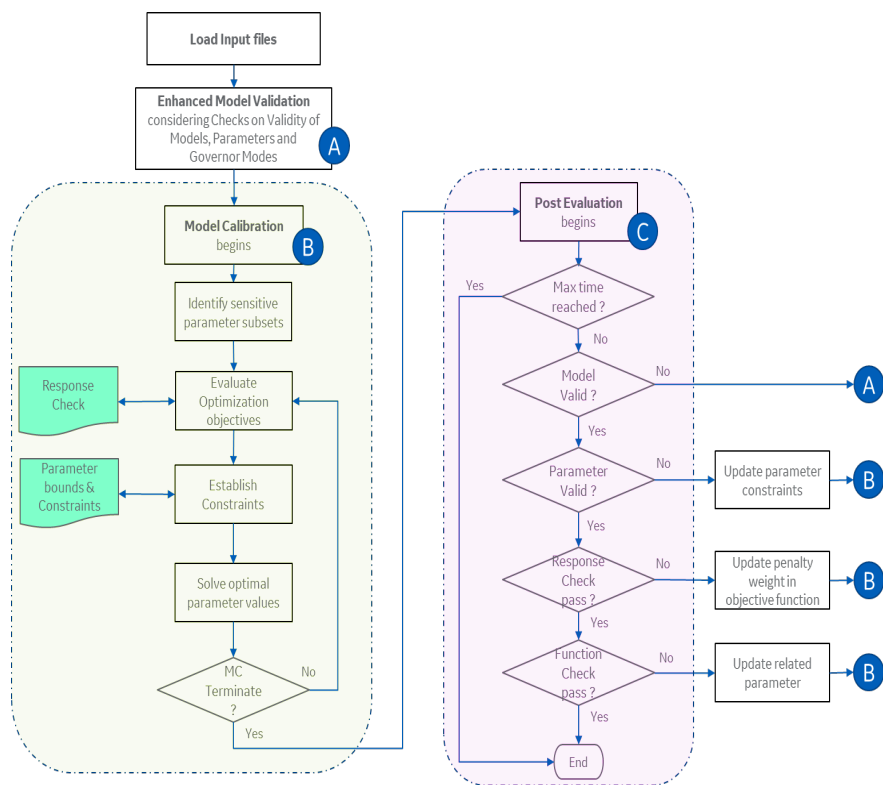 Load Input files
Enhanced Model Validation
considering Checks on Validity of
Models, Parameters and
Governor Modes
A
Model Calibration
begins
B
Identify sensitive
parameter subsets
Response
Check
Evaluate
Optimization
objectives
Parameter
bounds &
Constraints
Establish
Constraints
Solve optimal
parameter values
MC
Terminate
?
No
Yes
Post Evaluation
begins
C
Max time
reached ?
Yes
No
Model
Valid ?
No
A
Yes
Parameter
Valid ?
No
Update parameter
constraints
B
Yes
Response
Check
pass ?
No
Update penalty
weight in
objective function
B
Yes
Function
Check
pass ?
No
Update related
parameter
B
Yes
End